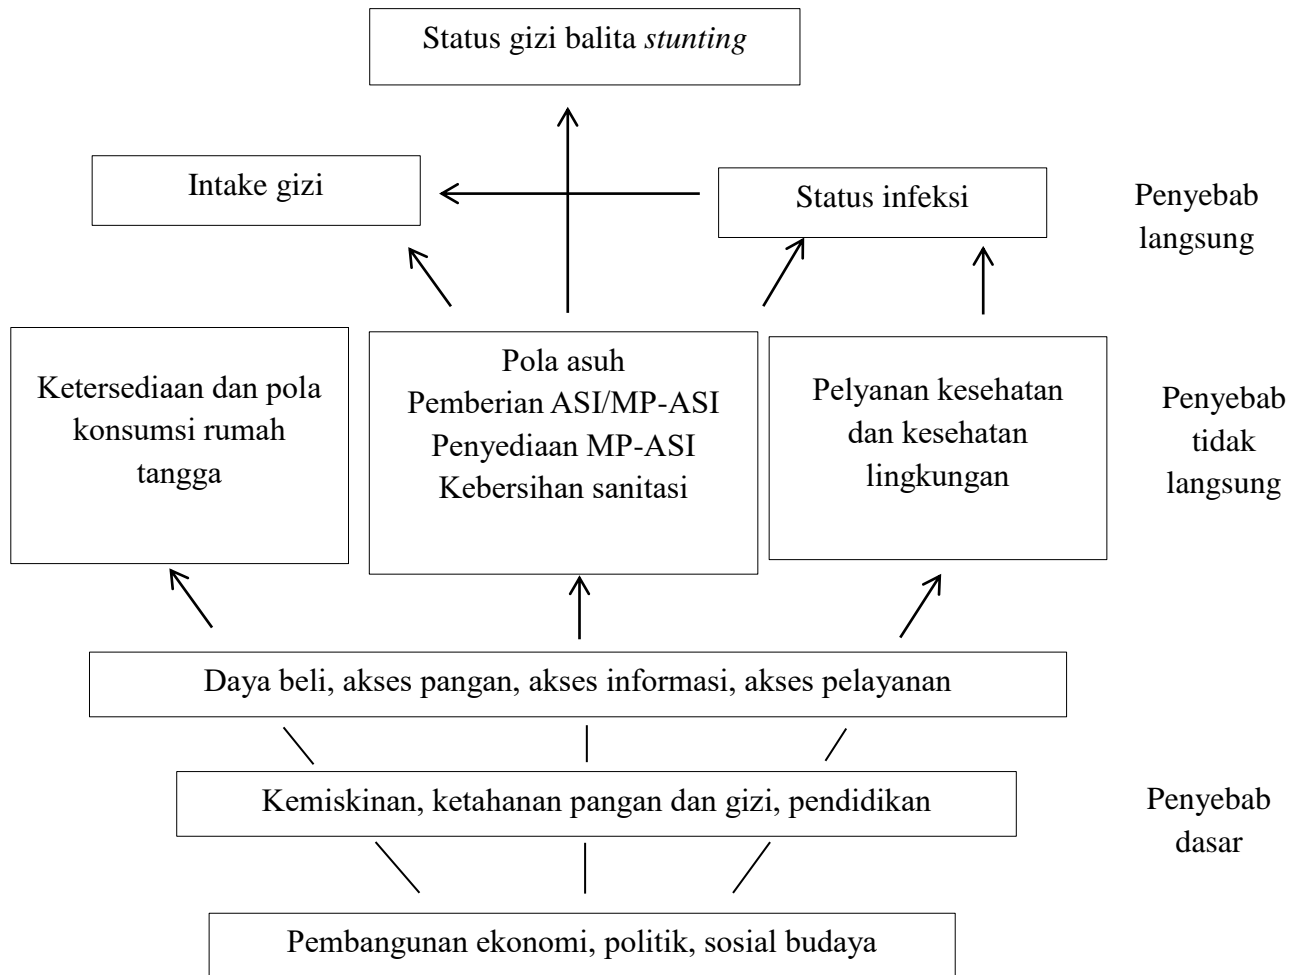 Status gizi balita stunting
Intake gizi
Status infeksi
Penyebab
langsung
Ketersediaan dan pola
konsumsi rumah
tangga
Pola asuh
Pemberian ASI/MP-ASI
Penyediaan MP-ASI
Kebersihan sanitasi
Pelyanan kesehatan
dan kesehatan
lingkungan
Penyebab
tidak
langsung
Daya beli, akses pangan, akses informasi, akses pelayanan
Kemiskinan, ketahanan pangan dan gizi, pendidikan
Penyebab
dasar
Pembangunan ekonomi, politik, sosial budaya